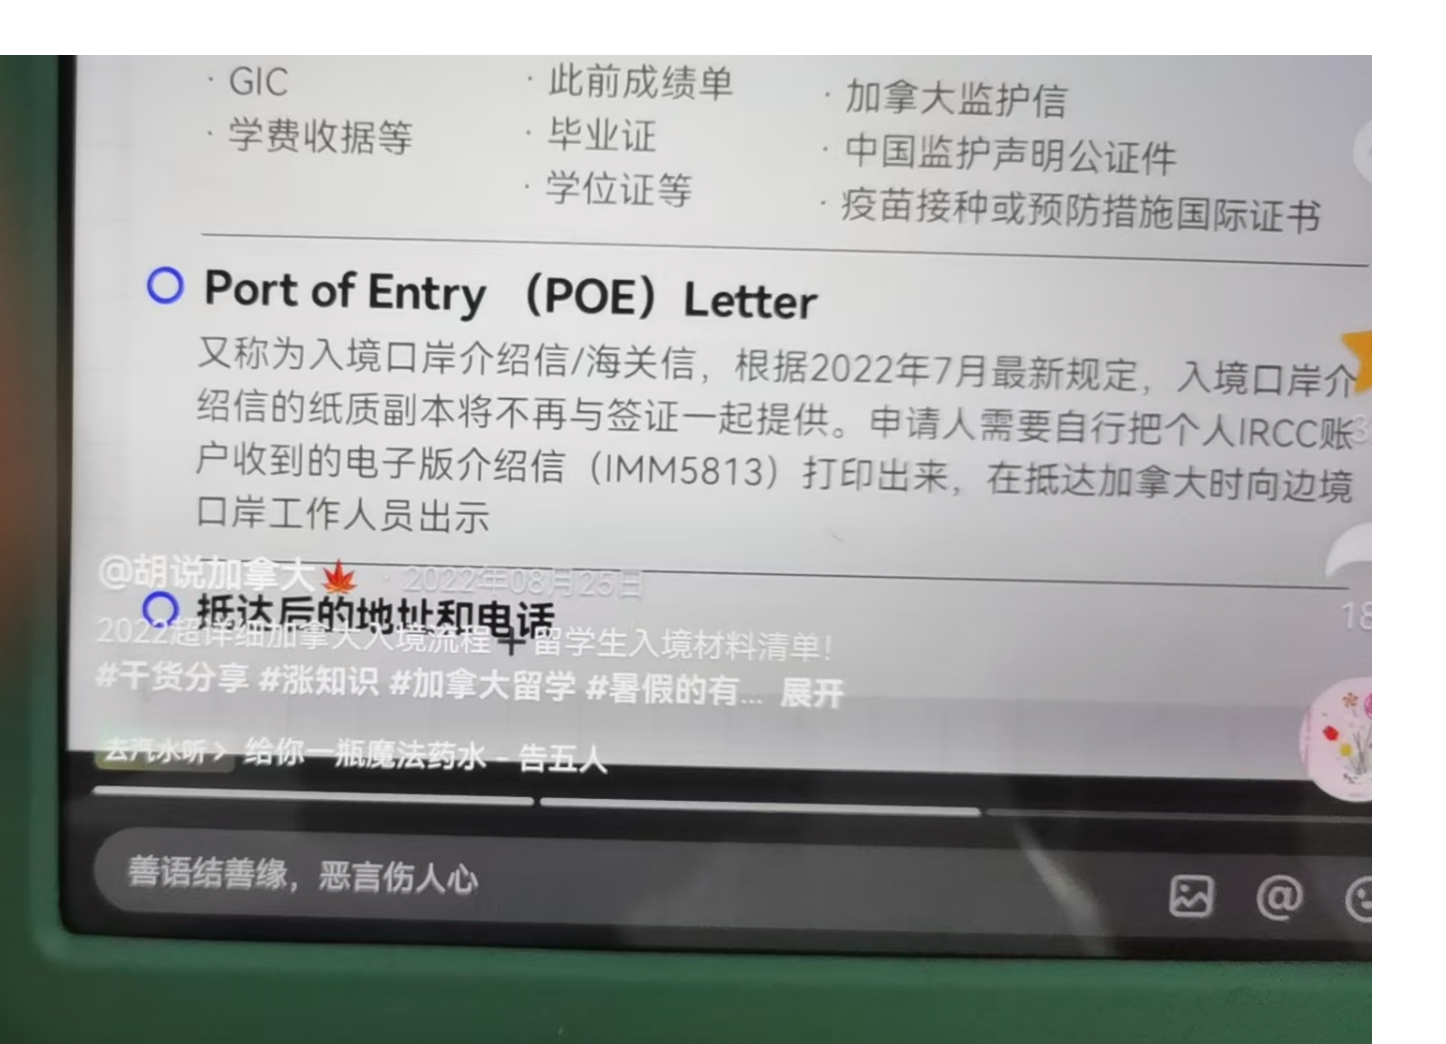 · GIC
· 学费收据等
· 此前成绩单
· 毕业证
· 学位证等
· 加拿大监护信
· 中国监护声明公证件
· 疫苗接种或预防措施国际证书
Port of Entry （POE）Letter
又称为入境口岸介绍信/海关信，根据2022年7月最新规定，入境口岸介
绍信的纸质副本将不再与签证一起提供。申请人需要自行把个人IRCC账
户收到的电子版介绍信（IMM5813）打印出来，在抵达加拿大时向边境
口岸工作人员出示
@胡说加拿大🍁 · 2022年08月25日
抵达后的地址和电话
2022超详细加拿大入境流程➕留学生入境材料清单！
#干货分享 #涨知识 #加拿大留学 #暑假的有... 展开
去汽水听 > 给你一瓶魔法药水 - 告五人
善语结善缘，恶言伤人心
@